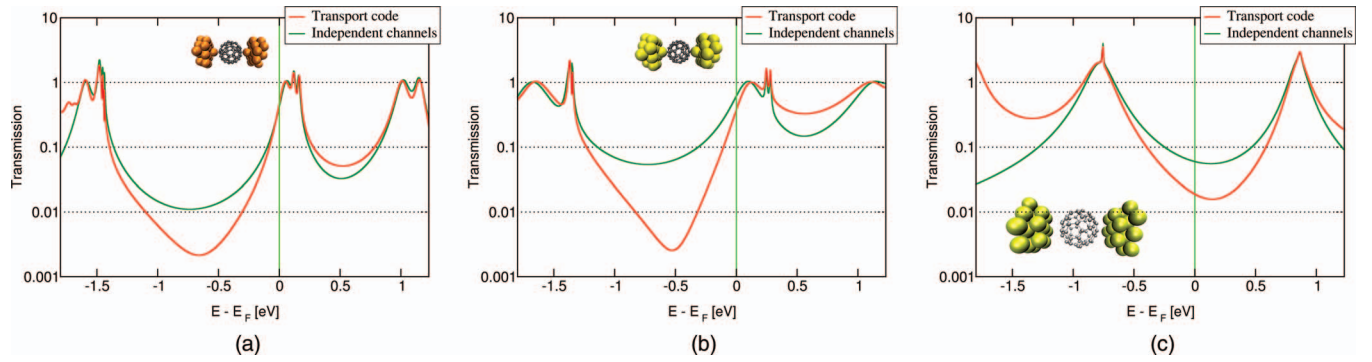 Transport code
Independent channels
Transmission
10
1
0.1
0.01
0.001
-1.5
-1
-0.5
0
0.5
1
E - E F [eV]
(a)
Transport code
Independent channels
Transmission
10
1
0.1
0.01
0.001
-1.5
-1
-0.5
0
0.5
1
E - E F [eV]
(b)
Transport code
Independent channels
Transmission
10
1
0.1
0.01
0.001
-1.5
-1
-0.5
0
0.5
1
E - E F [eV]
(c)